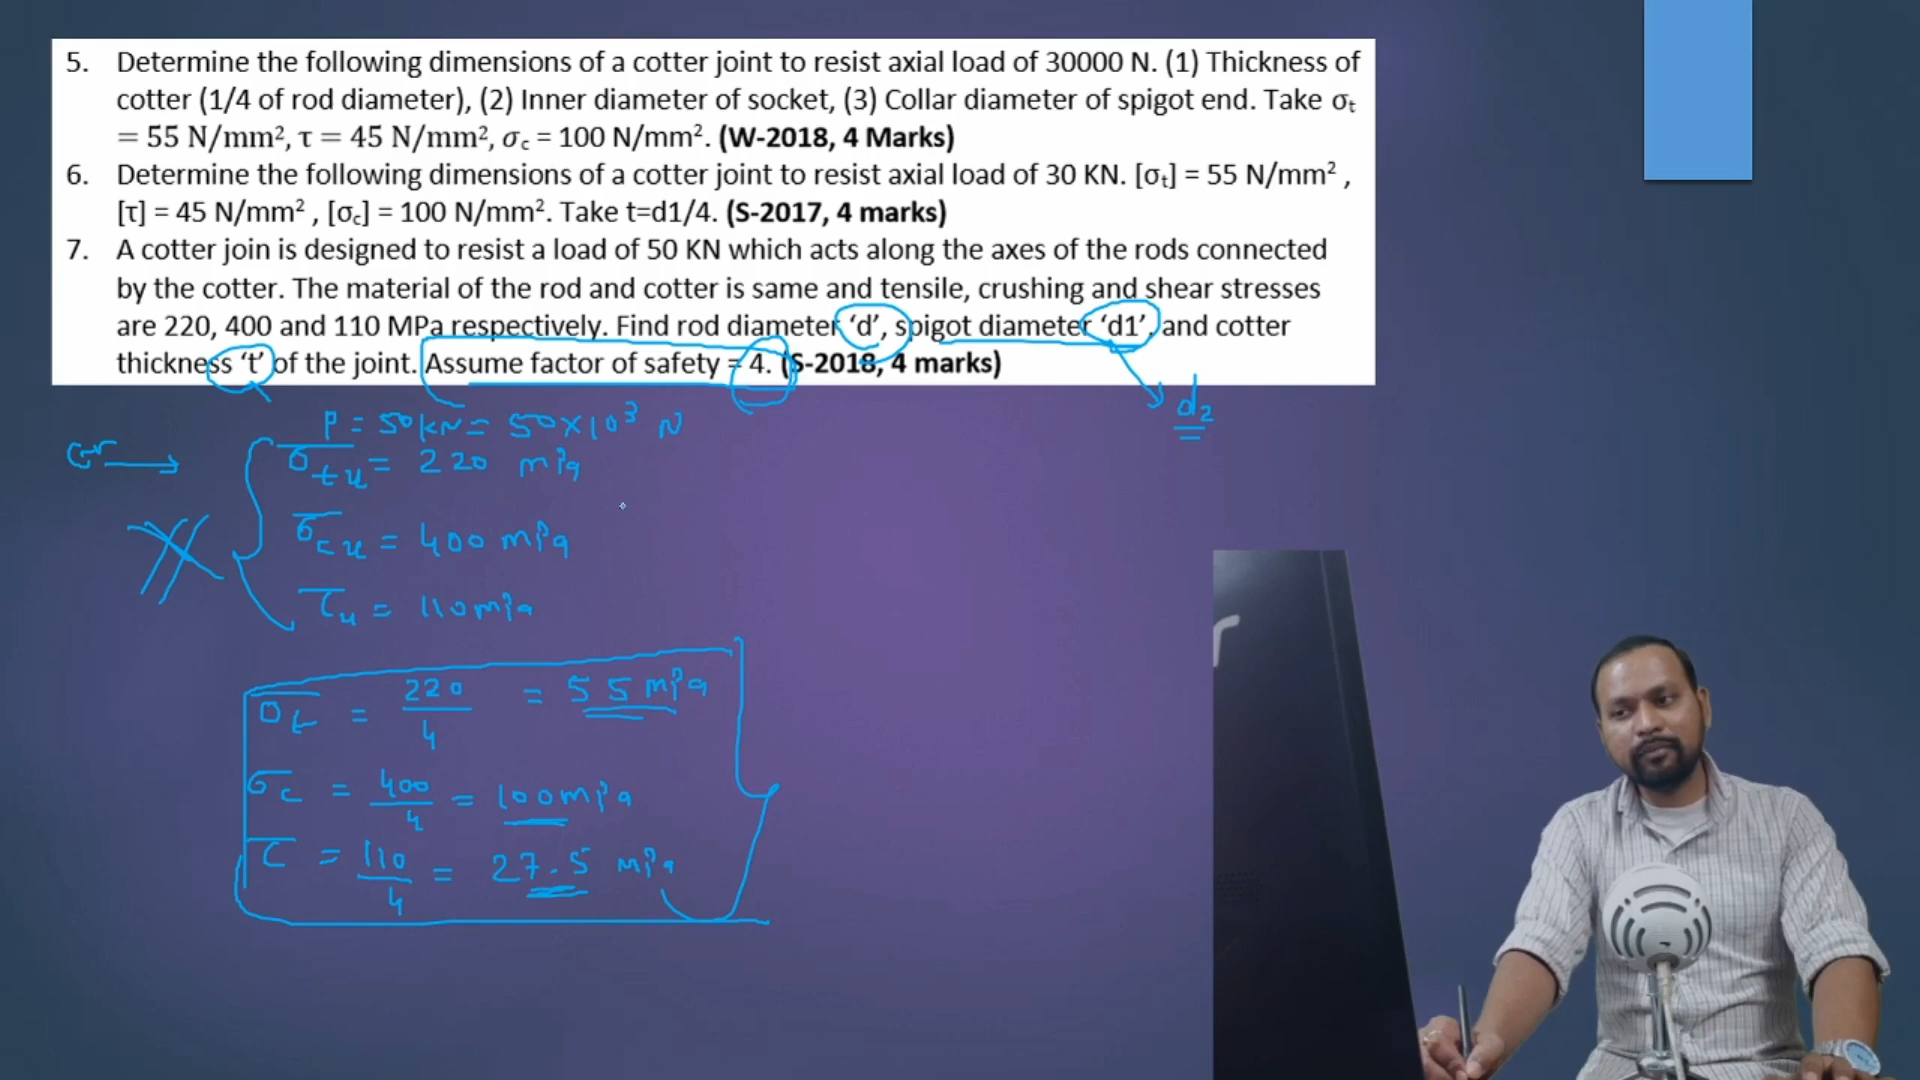 5. Determine the following dimensions of a cotter joint to resist axial load of 30000 N. (1) Thickness of
cotter (1/4 of rod diameter), (2) Inner diameter of socket, (3) Collar diameter of spigot end. Take σt
= 55 N/mm², τ = 45 N/mm², σc = 100 N/mm². (W-2018, 4 Marks)
6. Determine the following dimensions of a cotter joint to resist axial load of 30 KN. [σt] = 55 N/mm² ,
[τ] = 45 N/mm² , [σc] = 100 N/mm². Take t=d1/4. (S-2017, 4 marks)
7. A cotter join is designed to resist a load of 50 KN which acts along the axes of the rods connected
by the cotter. The material of the rod and cotter is same and tensile, crushing and shear stresses
are 220, 400 and 110 MPa respectively. Find rod diameter 'd', spigot diameter 'd1', and cotter
thickness 't' of the joint. Assume factor of safety = 4. (S-2018, 4 marks)
d2
P = 50 kN = 50 × 10³ N
σtu = 220 mPa
σcu = 400 mPa
τu = 110 mPa
σt = 220/4 = 55 mPa
σc = 400/4 = 100 mPa
τ = 110/4 = 27.5 mPa